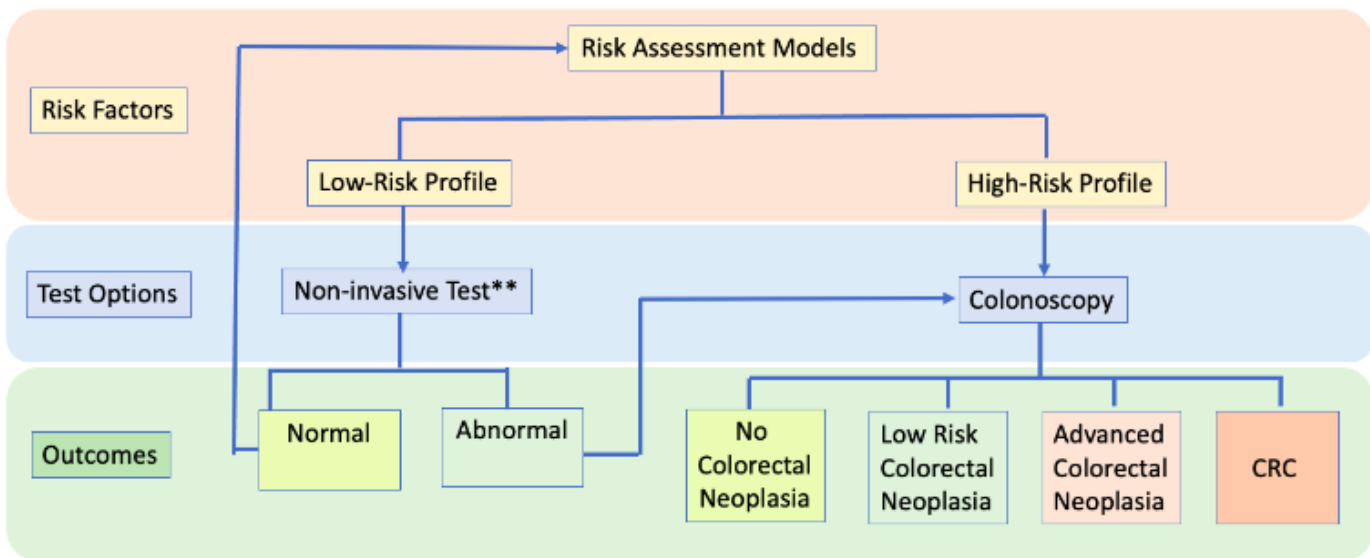 Risk Assessment Models
Risk Factors
Low-Risk Profile
High-Risk Profile
Test Options
Non-invasive Test**
Colonoscopy
Outcomes
Normal
Abnormal
No
Colorectal
Neoplasia
Low Risk
Colorectal
Neoplasia
Advanced
Colorectal
Neoplasia
CRC